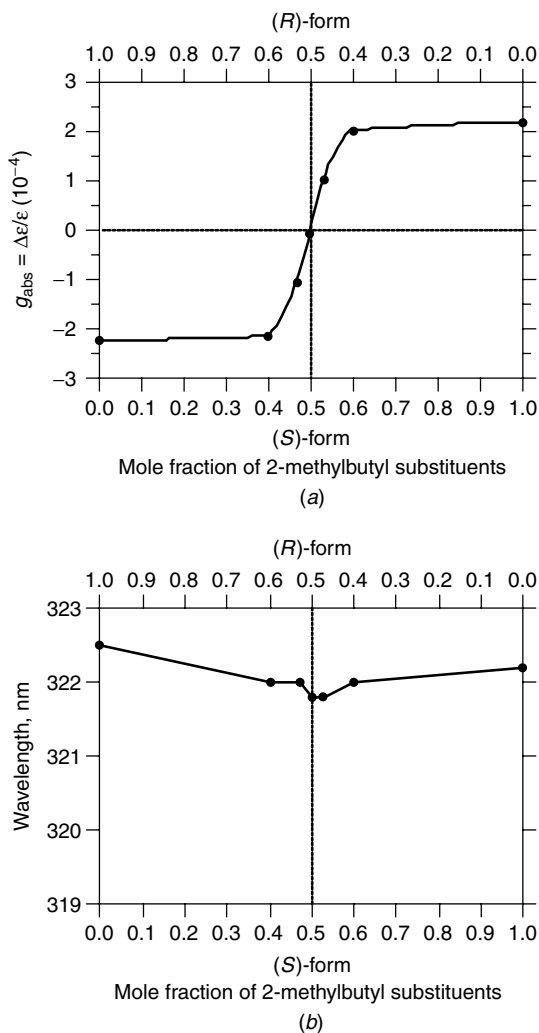 (R)-form
1.0 0.9 0.8 0.7 0.6 0.5 0.4 0.3 0.2 0.1 0.0
3
2
1
0
−1
−2
−3
g_abs = Δε/ε (10⁻⁴)
0.0 0.1 0.2 0.3 0.4 0.5 0.6 0.7 0.8 0.9 1.0
(S)-form
Mole fraction of 2-methylbutyl substituents
(a)
(R)-form
1.0 0.9 0.8 0.7 0.6 0.5 0.4 0.3 0.2 0.1 0.0
323
322
321
320
319
Wavelength, nm
0.0 0.1 0.2 0.3 0.4 0.5 0.6 0.7 0.8 0.9 1.0
(S)-form
Mole fraction of 2-methylbutyl substituents
(b)